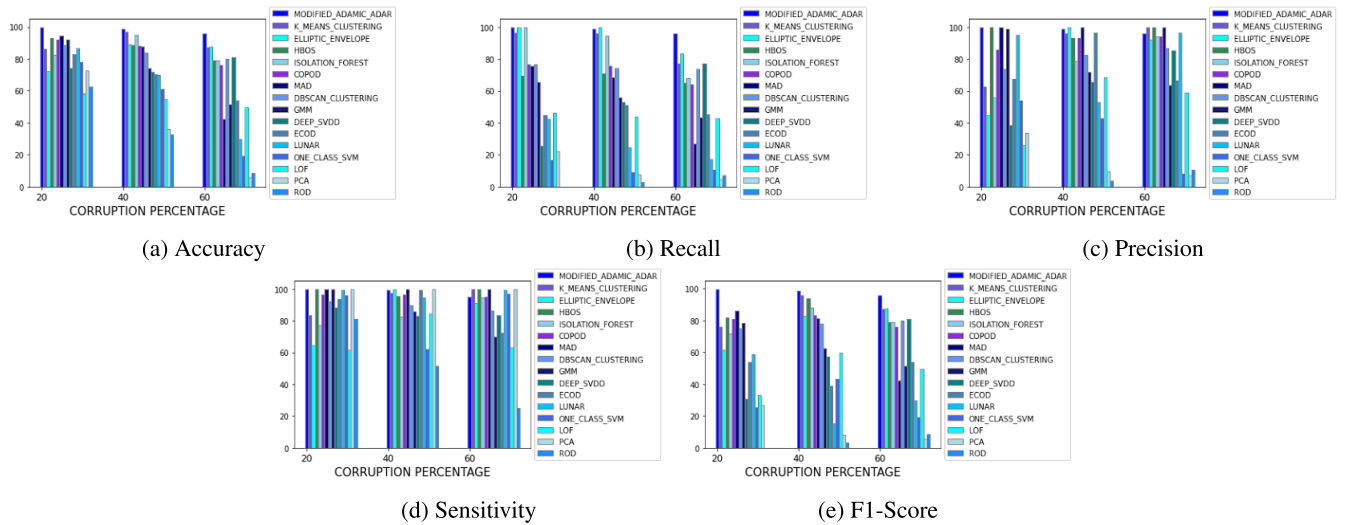 MODIFIED_ADAMIC_ADAR
K_MEANS_CLUSTERING
ELLIPTIC_ENVELOPE
HBOS
ISOLATION_FOREST
COPOD
MAD
DBSCAN_CLUSTERING
GMM
DEEP_SVDD
ECOD
LUNAR
ONE_CLASS_SVM
LOF
PCA
ROD
100
80
60
40
20
0
20 40 60
CORRUPTION PERCENTAGE
(a) Accuracy
MODIFIED_ADAMIC_ADAR
K_MEANS_CLUSTERING
ELLIPTIC_ENVELOPE
HBOS
ISOLATION_FOREST
COPOD
MAD
DBSCAN_CLUSTERING
GMM
DEEP_SVDD
ECOD
LUNAR
ONE_CLASS_SVM
LOF
PCA
ROD
100
80
60
40
20
0
20 40 60
CORRUPTION PERCENTAGE
(b) Recall
MODIFIED_ADAMIC_ADAR
K_MEANS_CLUSTERING
ELLIPTIC_ENVELOPE
HBOS
ISOLATION_FOREST
COPOD
MAD
DBSCAN_CLUSTERING
GMM
DEEP_SVDD
ECOD
LUNAR
ONE_CLASS_SVM
LOF
PCA
ROD
100
80
60
40
20
0
20 40 60
CORRUPTION PERCENTAGE
(c) Precision
MODIFIED_ADAMIC_ADAR
K_MEANS_CLUSTERING
ELLIPTIC_ENVELOPE
HBOS
ISOLATION_FOREST
COPOD
MAD
DBSCAN_CLUSTERING
GMM
DEEP_SVDD
ECOD
LUNAR
ONE_CLASS_SVM
LOF
PCA
ROD
100
80
60
40
20
0
20 40 60
CORRUPTION PERCENTAGE
(d) Sensitivity
MODIFIED_ADAMIC_ADAR
K_MEANS_CLUSTERING
ELLIPTIC_ENVELOPE
HBOS
ISOLATION_FOREST
COPOD
MAD
DBSCAN_CLUSTERING
GMM
DEEP_SVDD
ECOD
LUNAR
ONE_CLASS_SVM
LOF
PCA
ROD
100
80
60
40
20
0
20 40 60
CORRUPTION PERCENTAGE
(e) F1-Score